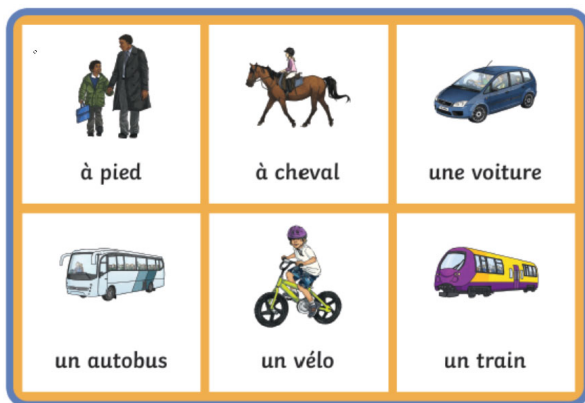 à pied
à cheval
une voiture
un autobus
un vélo
un train